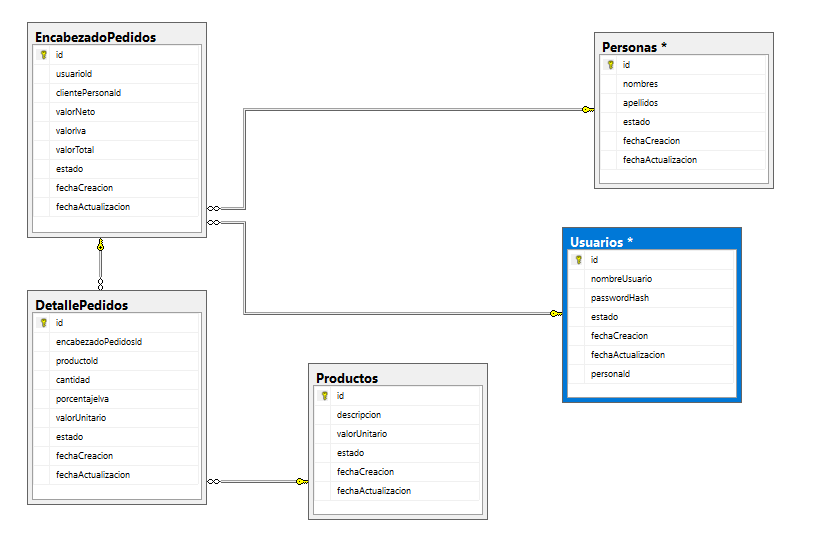 EncabezadoPedidos
id
usuarioId
clientePersonaId
valorNeto
valorIva
valorTotal
estado
fechaCreacion
fechaActualizacion
Personas *
id
nombres
apellidos
estado
fechaCreacion
fechaActualizacion
Usuarios *
id
nombreUsuario
passwordHash
estado
fechaCreacion
fechaActualizacion
personaId
DetallePedidos
id
encabezadoPedidosId
productoId
cantidad
porcentajeIva
valorUnitario
estado
fechaCreacion
fechaActualizacion
Productos
id
descripcion
valorUnitario
estado
fechaCreacion
fechaActualizacion